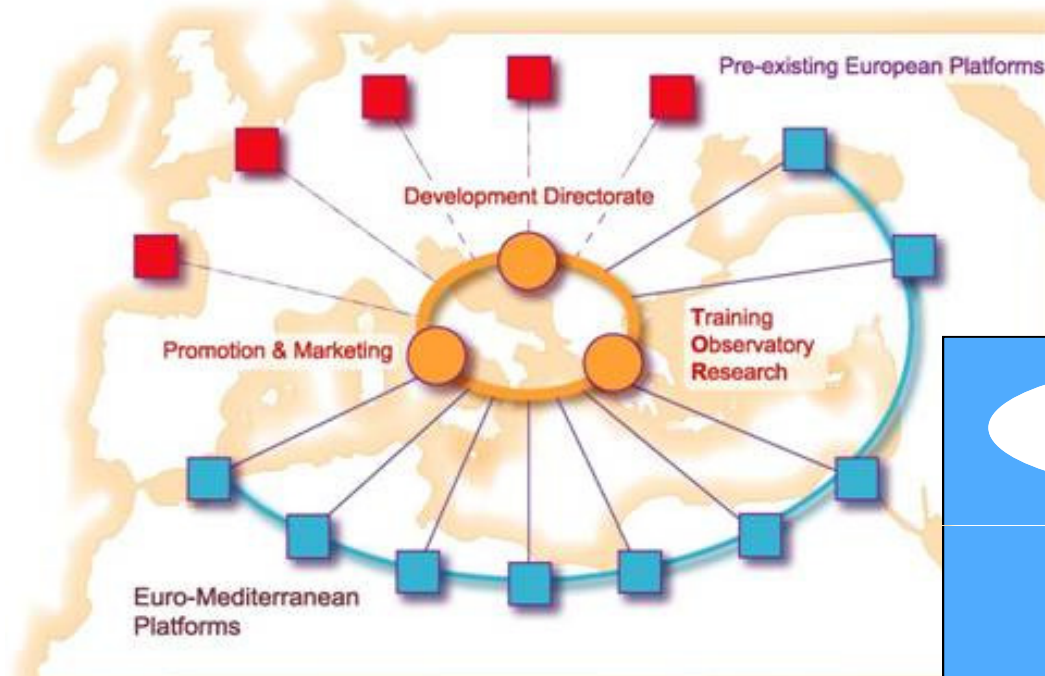 Pre-existing European Platforms
Development Directorate
Promotion & Marketing
Training
Observatory
Research
Euro-Mediterranean
Platforms